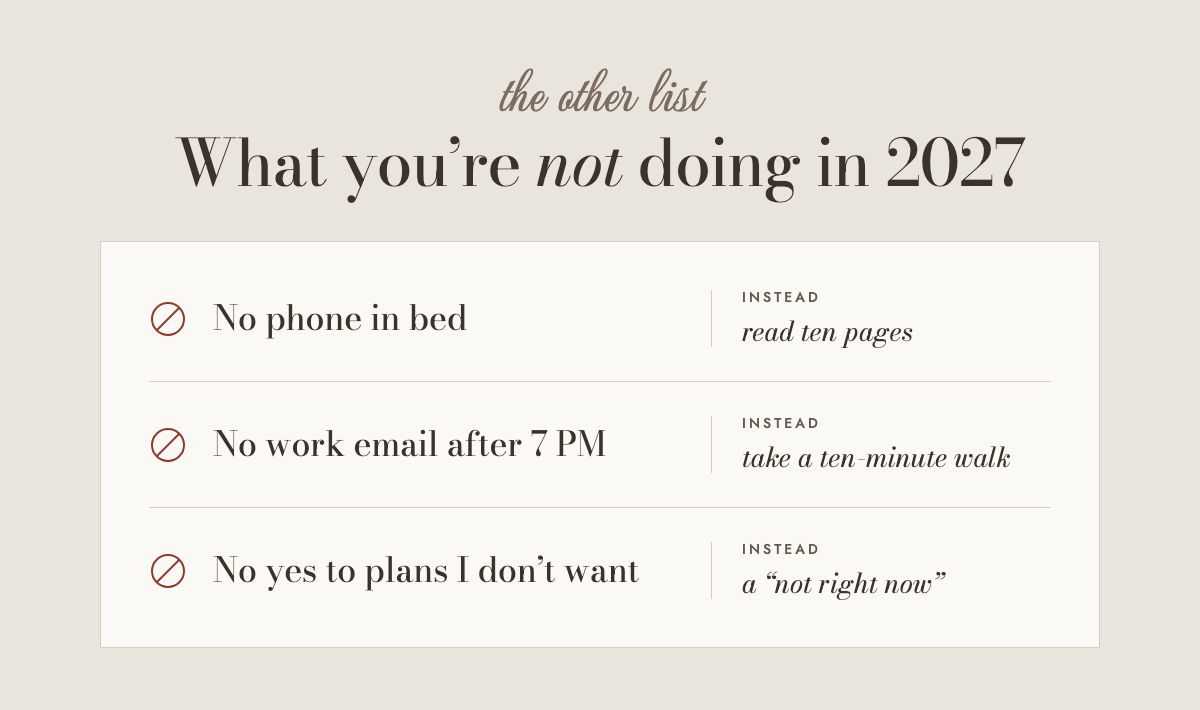 the other list
What you’re not doing in 2027
No phone in bed
INSTEAD
read ten pages
No work email after 7 PM
INSTEAD
take a ten-minute walk
No yes to plans I don’t want
INSTEAD
a “not right now”